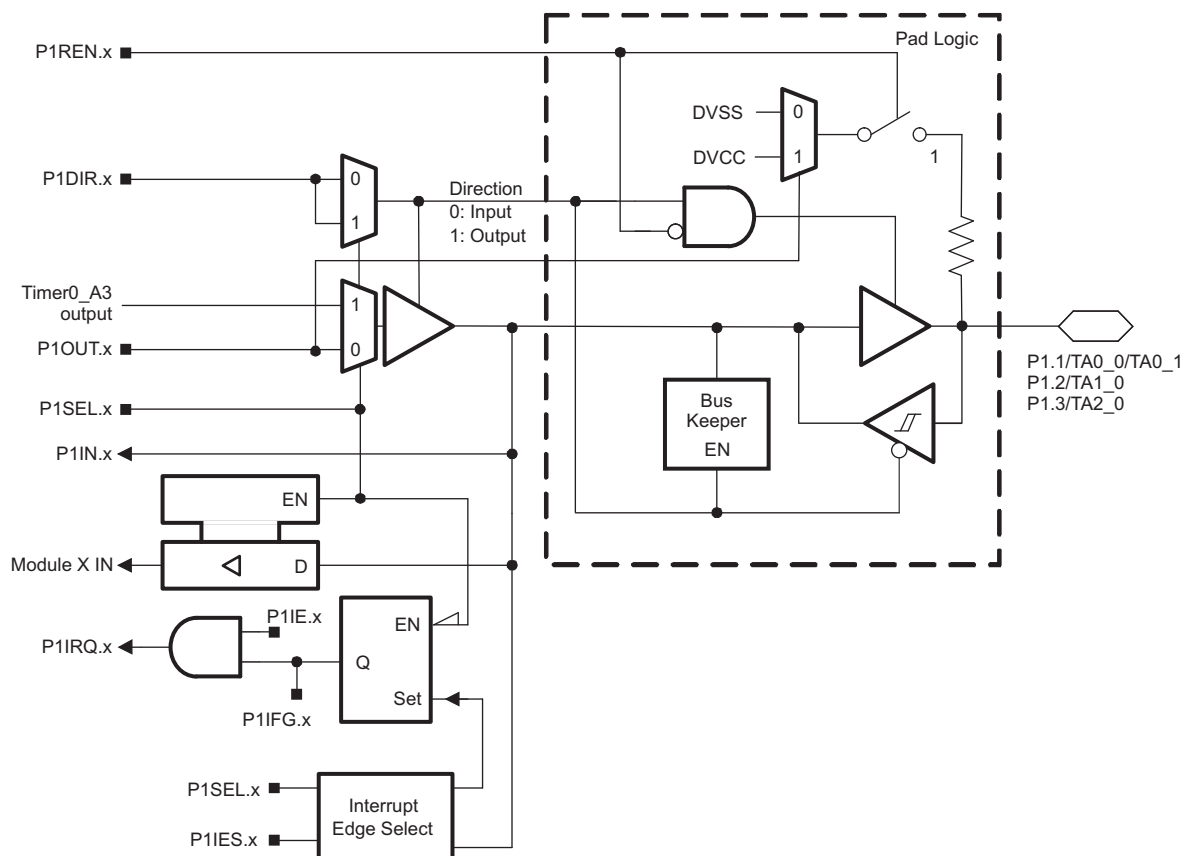 Pad Logic
P1REN.x
DVSS
0
DVCC
1
1
P1DIR.x
0
1
Direction
0: Input
1: Output
Timer0_A3
output
1
P1OUT.x
0
P1.1/TA0_0/TA0_1
P1.2/TA1_0
P1.3/TA2_0
P1SEL.x
Bus
Keeper
EN
P1IN.x
EN
Module X IN
D
P1IE.x
P1IRQ.x
EN
Q
Set
P1IFG.x
P1SEL.x
Interrupt
Edge Select
P1IES.x